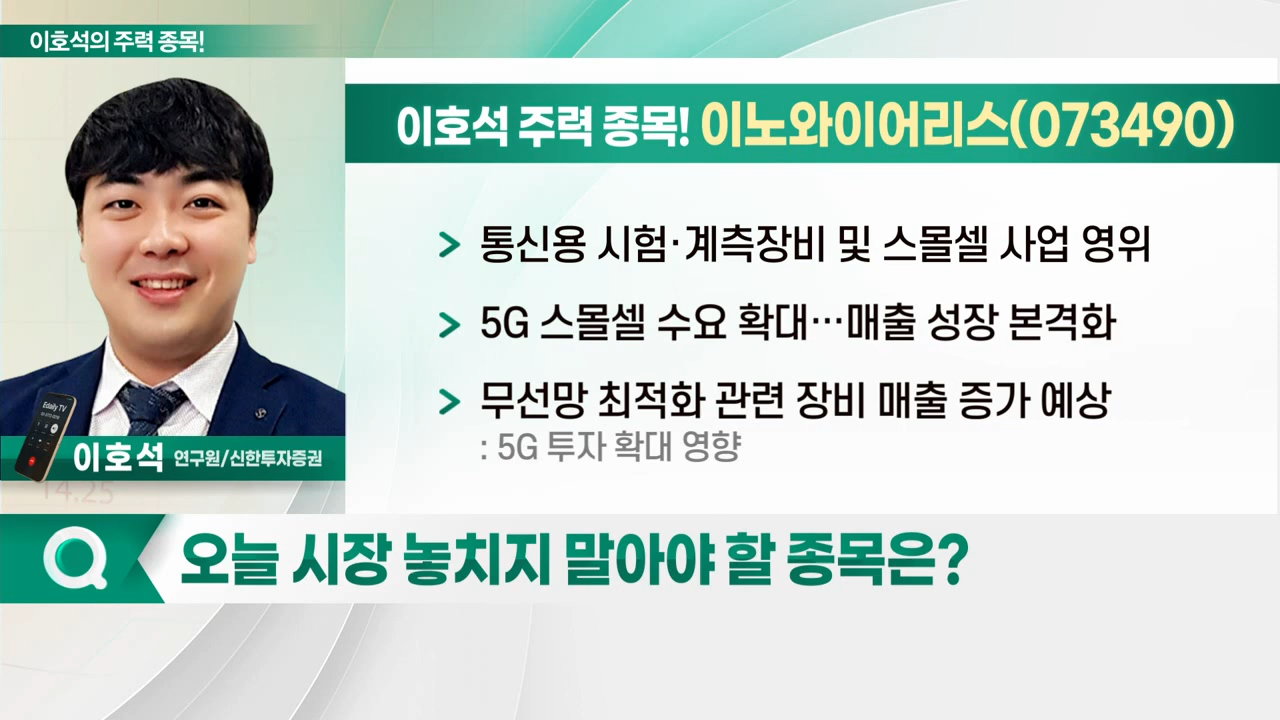 이호석의 주력 종목!
이호석 주력 종목! 이노와이어리스(073490)
통신용 시험·계측장비 및 스몰셀 사업 영위
5G 스몰셀 수요 확대…매출 성장 본격화
무선망 최적화 관련 장비 매출 증가 예상
: 5G 투자 확대 영향
Edaily TV
이호석 연구원/신한투자증권
14.25
Q 오늘 시장 놓치지 말아야 할 종목은?